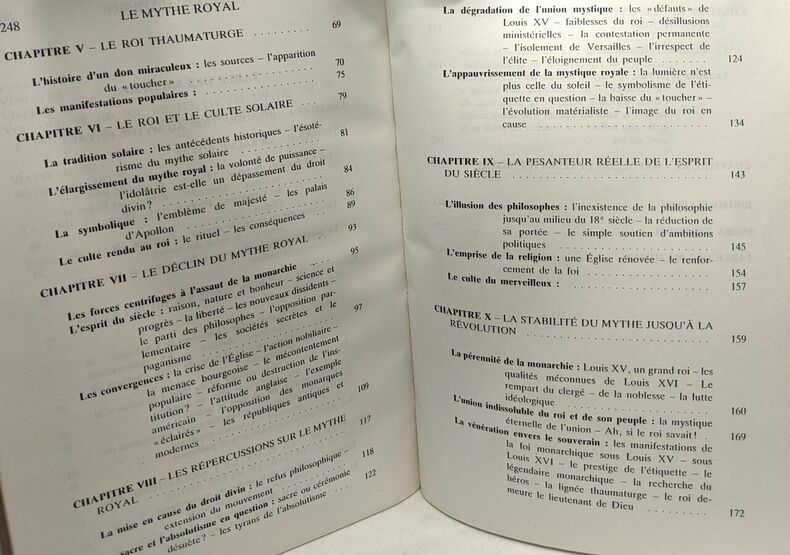 248
LE MYTHE ROYAL
CHAPITRE V – LE ROI THAUMATURGE . . . . . . . . . 69
L'histoire d'un don miraculeux : les sources – l'apparition
du «toucher» . . . . . . . . . . 70
Les manifestations populaires : . . . . . . . . . . 75
CHAPITRE VI – LE ROI ET LE CULTE SOLAIRE . . . 79
La tradition solaire : les antécédents historiques – l'ésoté-
risme du mythe solaire . . . . . . . . . . 81
L'élargissement du mythe royal : la volonté de puissance –
l'idolâtrie est-elle un dépassement du droit
divin? . . . . . . . . . . 84
La symbolique : l'emblème de majesté – les palais
d'Apollon . . . . . . . . . . 86
Le culte rendu au roi : le rituel – les conséquences 89
CHAPITRE VII – LE DÉCLIN DU MYTHE ROYAL . . 93
Les forces centrifuges à l'assaut de la monarchie . . . . . 95
L'esprit du siècle : raison, nature et bonheur – science et
progrès – la liberté – les nouveaux dissidents –
le parti des philosophes – l'opposition par-
lementaire – les sociétés secrètes et le
paganisme . . . . . . . . . . 97
Les convergences : la crise de l'Église – l'action nobiliaire –
la menace bourgeoise – le mécontentement
populaire – réforme ou destruction de l'ins-
titution? – l'attitude anglaise – l'exemple
américain – l'opposition des monarques
«éclairés» – les républiques antiques et
modernes . . . . . . . . . . 109
CHAPITRE VIII – LES RÉPERCUSSIONS SUR LE MYTHE
ROYAL . . . . . . . . . . 117
La mise en cause du droit divin : le refus philosophique –
extension du mouvement . . . . . . . . . . 118
sacre et l'absolutisme en question : sacre ou cérémonie
désuète? – les tyrans de l'absolutisme . . . 122
La dégradation de l'union mystique : les «défauts» de
Louis XV – faiblesses du roi – désillusions
ministérielles – la contestation permanente
– l'isolement de Versailles – l'irrespect de
l'élite – l'éloignement du peuple . . . . . . . . 124
L'appauvrissement de la mystique royale : la lumière n'est
plus celle du soleil – le symbolisme de l'éti-
quette en question – la baisse du «toucher» –
l'évolution matérialiste – l'image du roi en
cause . . . . . . . . . . 134
CHAPITRE IX – LA PESANTEUR RÉELLE DE L'ESPRIT
DU SIÈCLE . . . . . . . . . . 143
L'illusion des philosophes : l'inexistence de la philosophie
jusqu'au milieu du 18e siècle – la réduction de
sa portée – le simple soutien d'ambitions
politiques . . . . . . . . . . 145
L'emprise de la religion : une Église rénovée – le renfor-
cement de la foi . . . . . . . . . . 154
Le culte du merveilleux : . . . . . . . . . . 157
CHAPITRE X – LA STABILITÉ DU MYTHE JUSQU'À LA
RÉVOLUTION . . . . . . . . . . 159
La pérennité de la monarchie : Louis XV, un grand roi – les
qualités méconnues de Louis XVI – Le
rempart du clergé – de la noblesse – la lutte
idéologique . . . . . . . . . . 160
L'union indissoluble du roi et de son peuple : la mystique
éternelle de l'union – Ah, si le roi savait! . 169
La vénération envers le souverain : les manifestations de
la foi monarchique sous Louis XV – sous
Louis XVI – le prestige de l'étiquette – le
légendaire monarchique – la recherche du
héros – la lignée thaumaturge – le roi de-
meure le lieutenant de Dieu . . . . . . . . . . 172